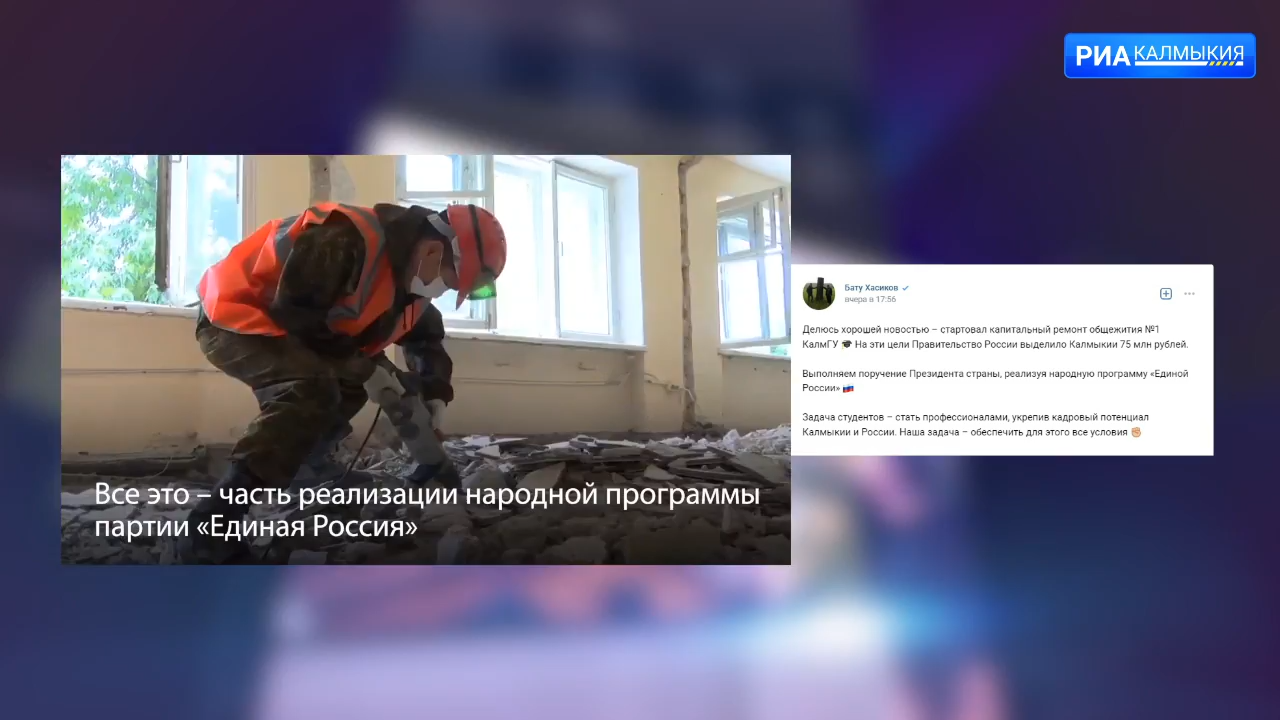 РИА КАЛМЫКИЯ
Бату Хасиков
вчера в 17:56
Делюсь хорошей новостью – стартовал капитальный ремонт общежития №1
КалмГУ 🎓 На эти цели Правительство России выделило Калмыкии 75 млн рублей.
Выполняем поручение Президента страны, реализуя народную программу «Единой
России» 🇷🇺
Задача студентов – стать профессионалами, укрепив кадровый потенциал
Калмыкии и России. Наша задача – обеспечить для этого все условия ✊🏼
Все это – часть реализации народной программы
партии «Единая Россия»